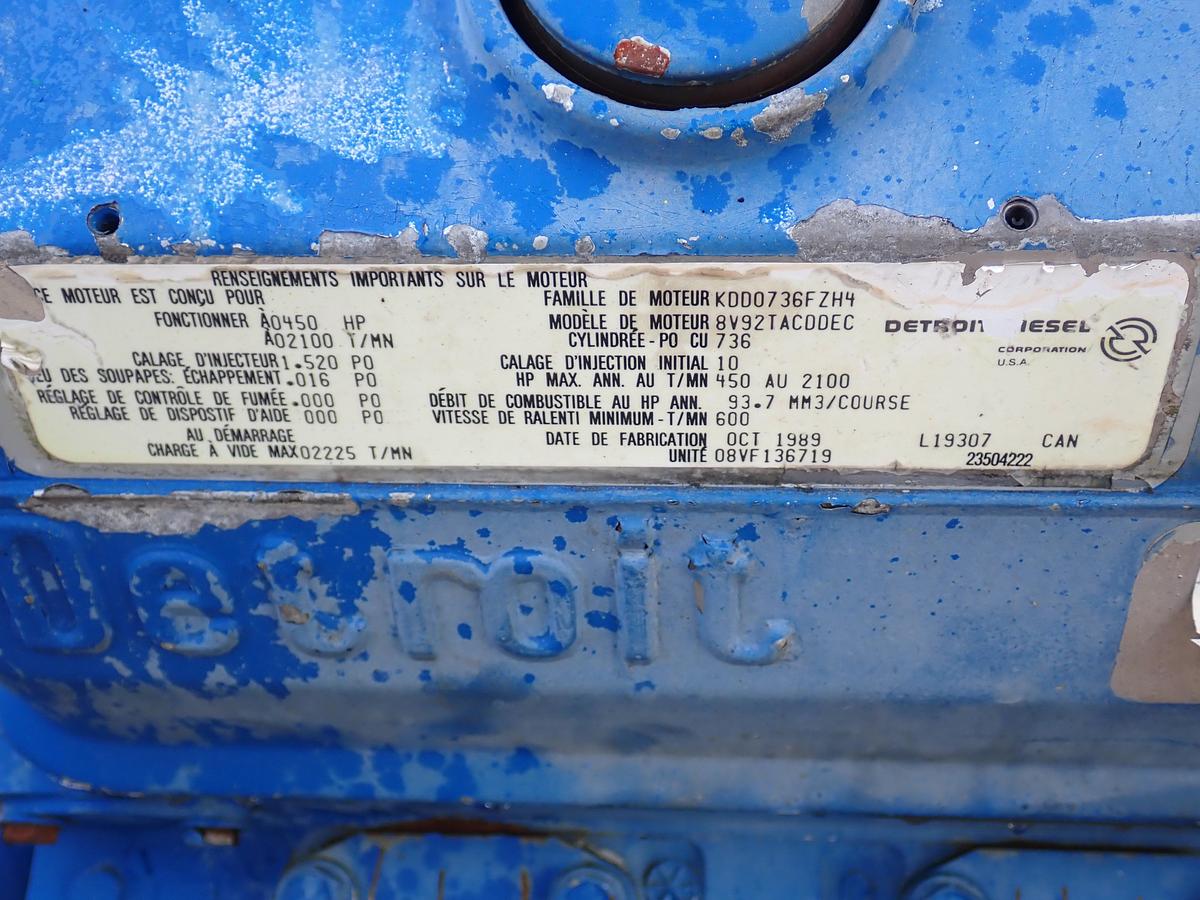 RENSEIGNEMENTS IMPORTANTS SUR LE MOTEUR
CE MOTEUR EST CONÇU POUR
FONCTIONNER À 0450 HP
À 02100 T/MN
CALAGE D'INJECTEUR 1.520 PO
JEU DES SOUPAPES: ÉCHAPPEMENT .016 PO
RÉGLAGE DE CONTRÔLE DE FUMÉE .000 PO
RÉGLAGE DE DISPOSTIF D'AIDE 000 PO
AU DÉMARRAGE
CHARGE A VIDE MAX 02225 T/MN
FAMILLE DE MOTEUR KDD0736FZH4
MODÈLE DE MOTEUR 8V92TACDDEC
CYLINDRÉE - PO CU 736
CALAGE D'INJECTION INITIAL 10
HP MAX. ANN. AU T/MN 450 AU 2100
DÉBIT DE COMBUSTIBLE AU HP ANN. 93.7 MM3/COURSE
VITESSE DE RALENTI MINIMUM - T/MN 600
DATE DE FABRICATION OCT 1989
UNITÉ 08VF136719
DETROIT DIESEL
CORPORATION
U.S.A.
L19307 CAN
23504222
Detroit